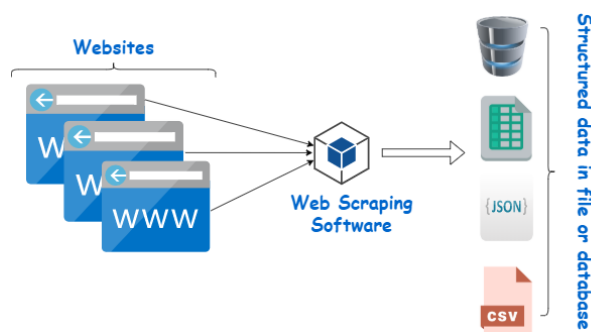 Websites
W
W
WWW
Web Scraping
Software
{JSON}
CSV
Structured data in file or database